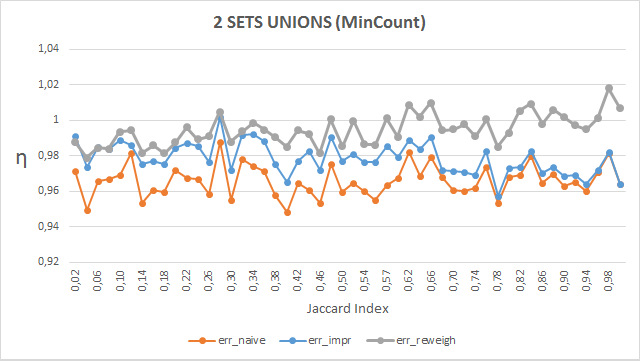 2 SETS UNIONS (MinCount)
1,04
1,02
1
0,98
0,96
0,94
0,92
η
0,02 0,06 0,10 0,14 0,18 0,22 0,26 0,30 0,34 0,38 0,42 0,46 0,50 0,54 0,57 0,62 0,66 0,70 0,74 0,78 0,82 0,86 0,90 0,94 0,98
Jaccard Index
err_naive err_impr err_reweigh